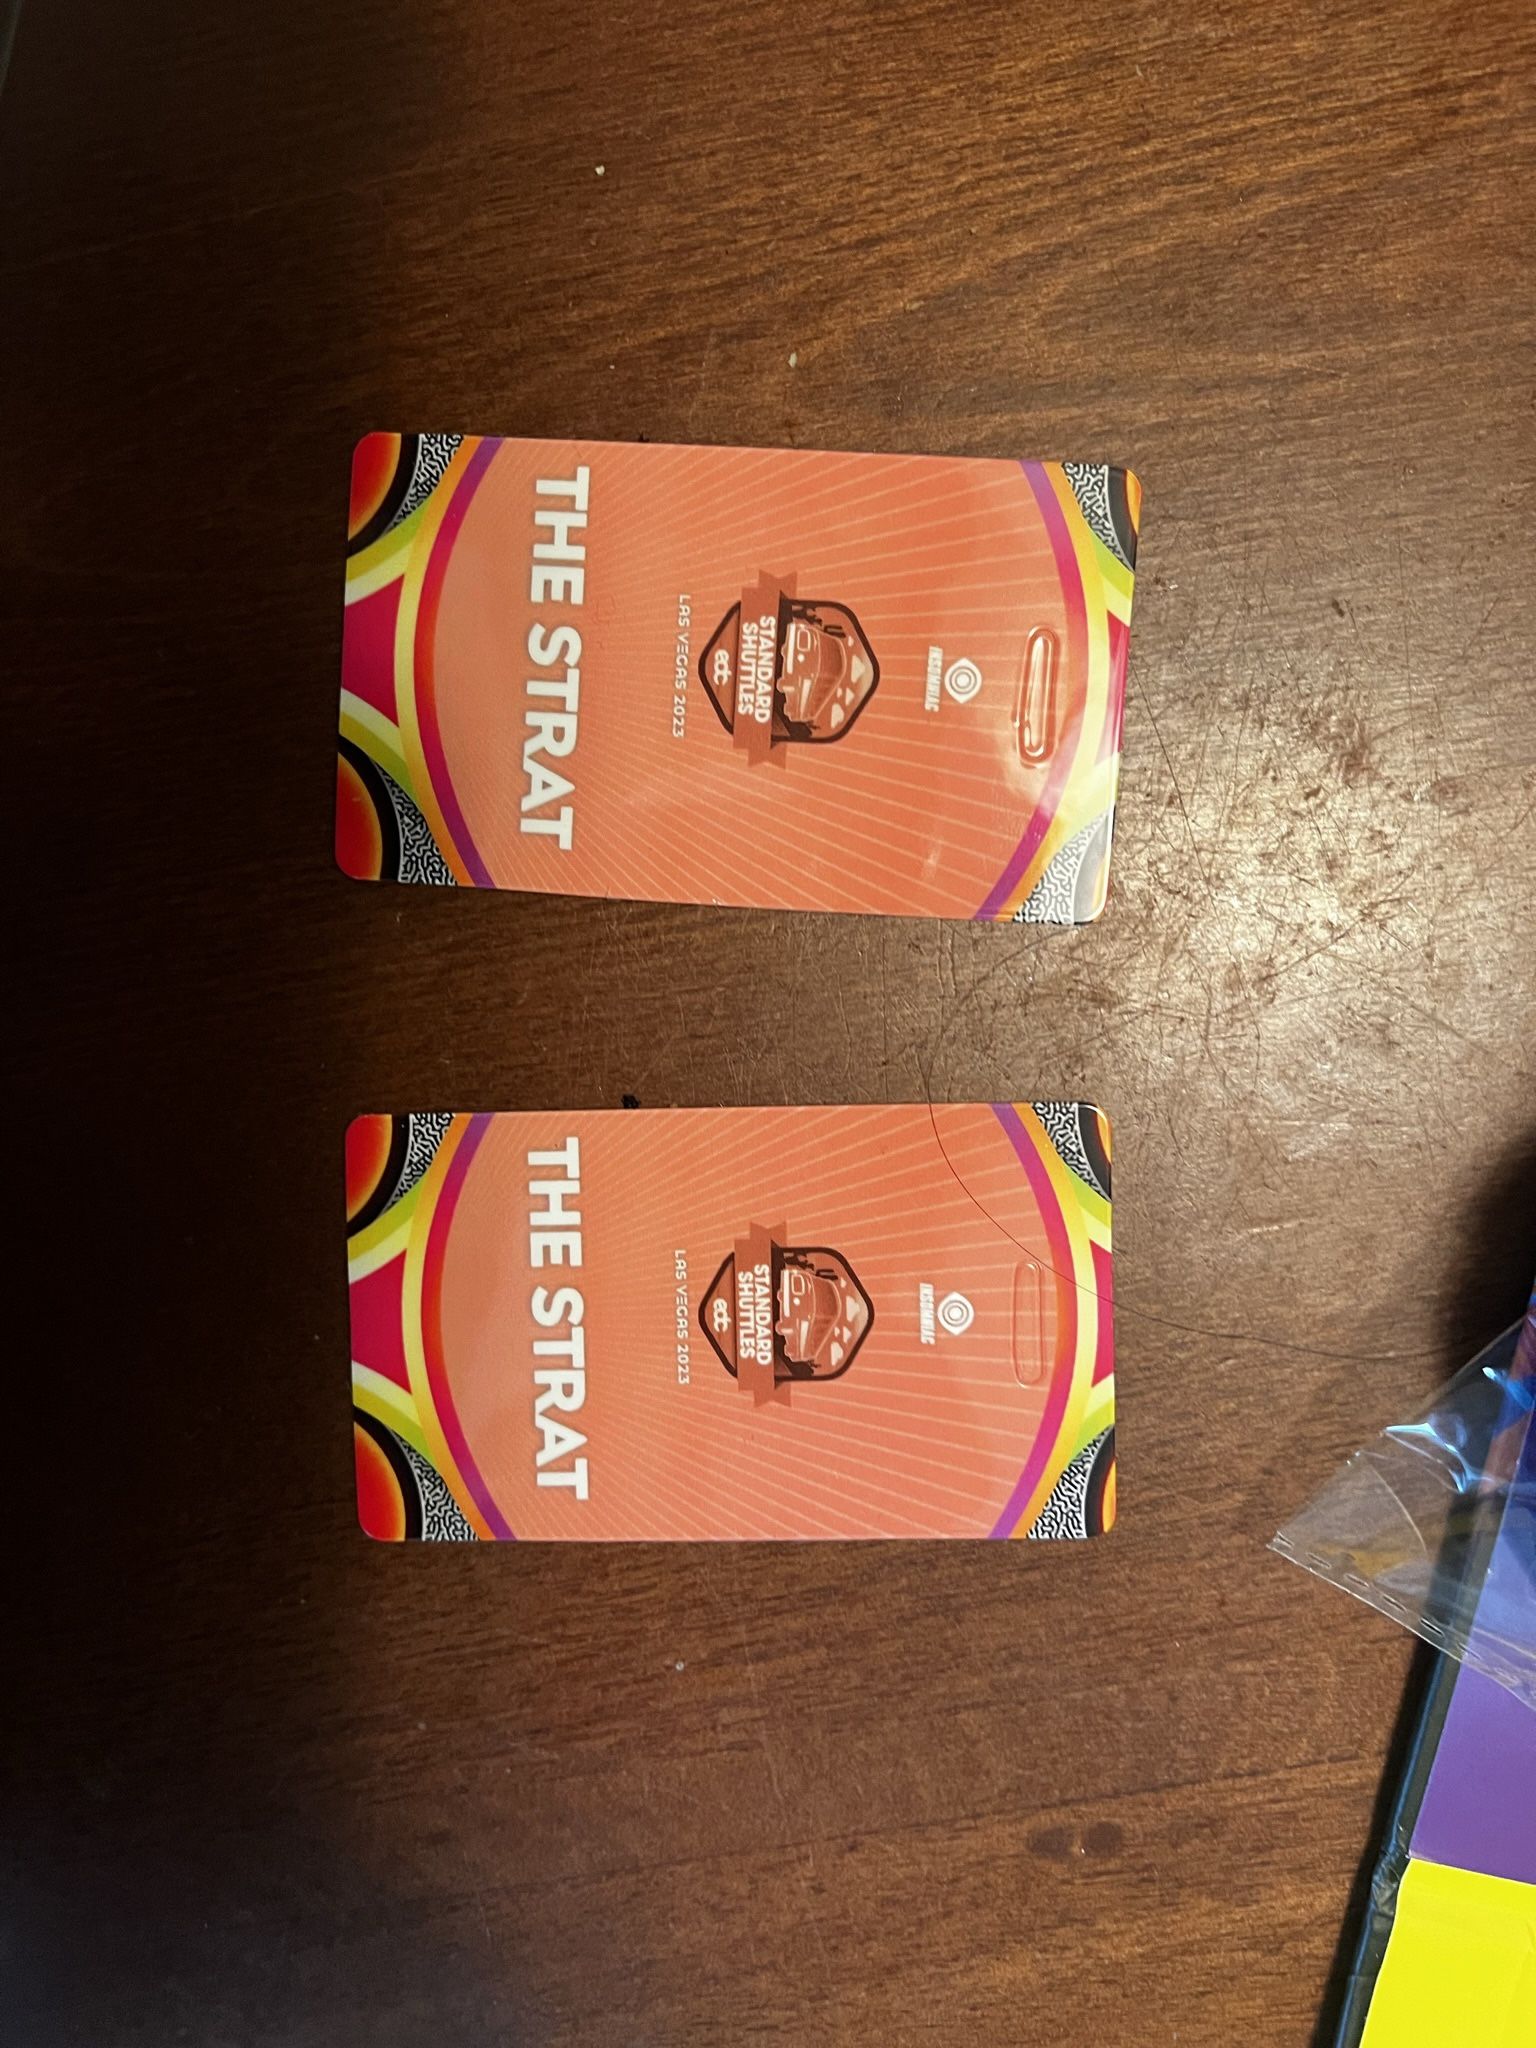 INSOMNIAC
STANDARD
SHUTTLES
edc
LAS VEGAS 2023
THE STRAT
INSOMNIAC
STANDARD
SHUTTLES
edc
LAS VEGAS 2023
THE STRAT